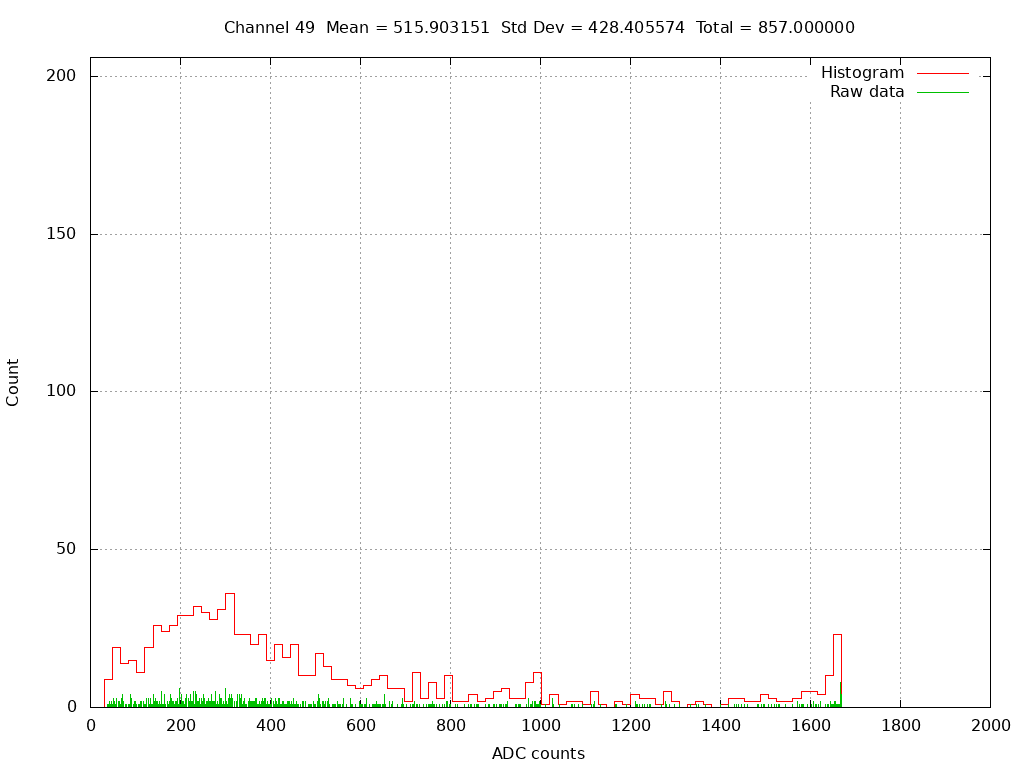 Channel 49  Mean = 515.903151  Std Dev = 428.405574  Total = 857.000000
Histogram
Raw data
200
150
100
50
0
Count
0 200 400 600 800 1000 1200 1400 1600 1800 2000
ADC counts